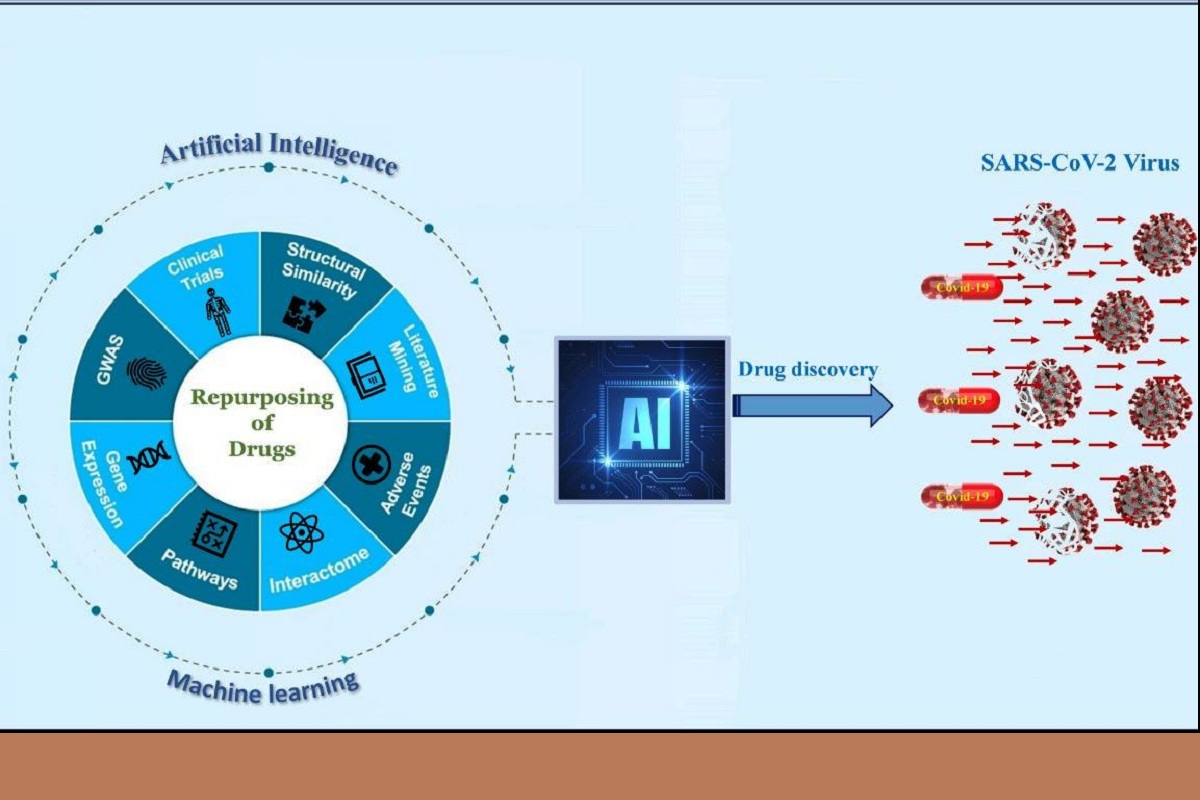 Artificial Intelligence
SARS-CoV-2 Virus
Clinical
Trials
Structural
Similarity
Literature
Mining
Adverse
Events
Interactome
Pathways
Gene
Expression
GWAS
Repurposing
of
Drugs
AI
Drug discovery
Covid-19
Covid-19
Covid-19
Machine learning